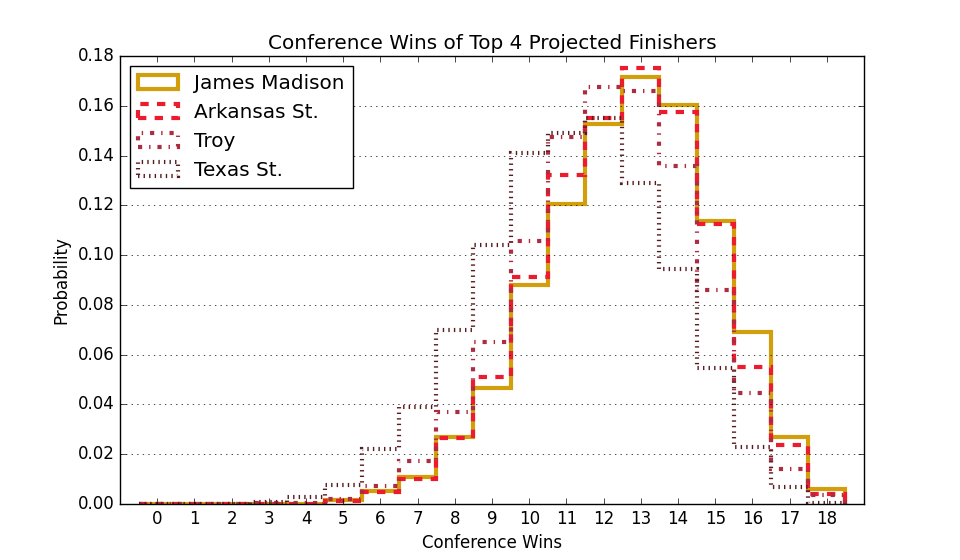 Conference Wins of Top 4 Projected Finishers
0.18
0.16
0.14
0.12
0.10
0.08
0.06
0.04
0.02
0.00
Probability
James Madison
Arkansas St.
Troy
Texas St.
0 1 2 3 4 5 6 7 8 9 10 11 12 13 14 15 16 17 18
Conference Wins